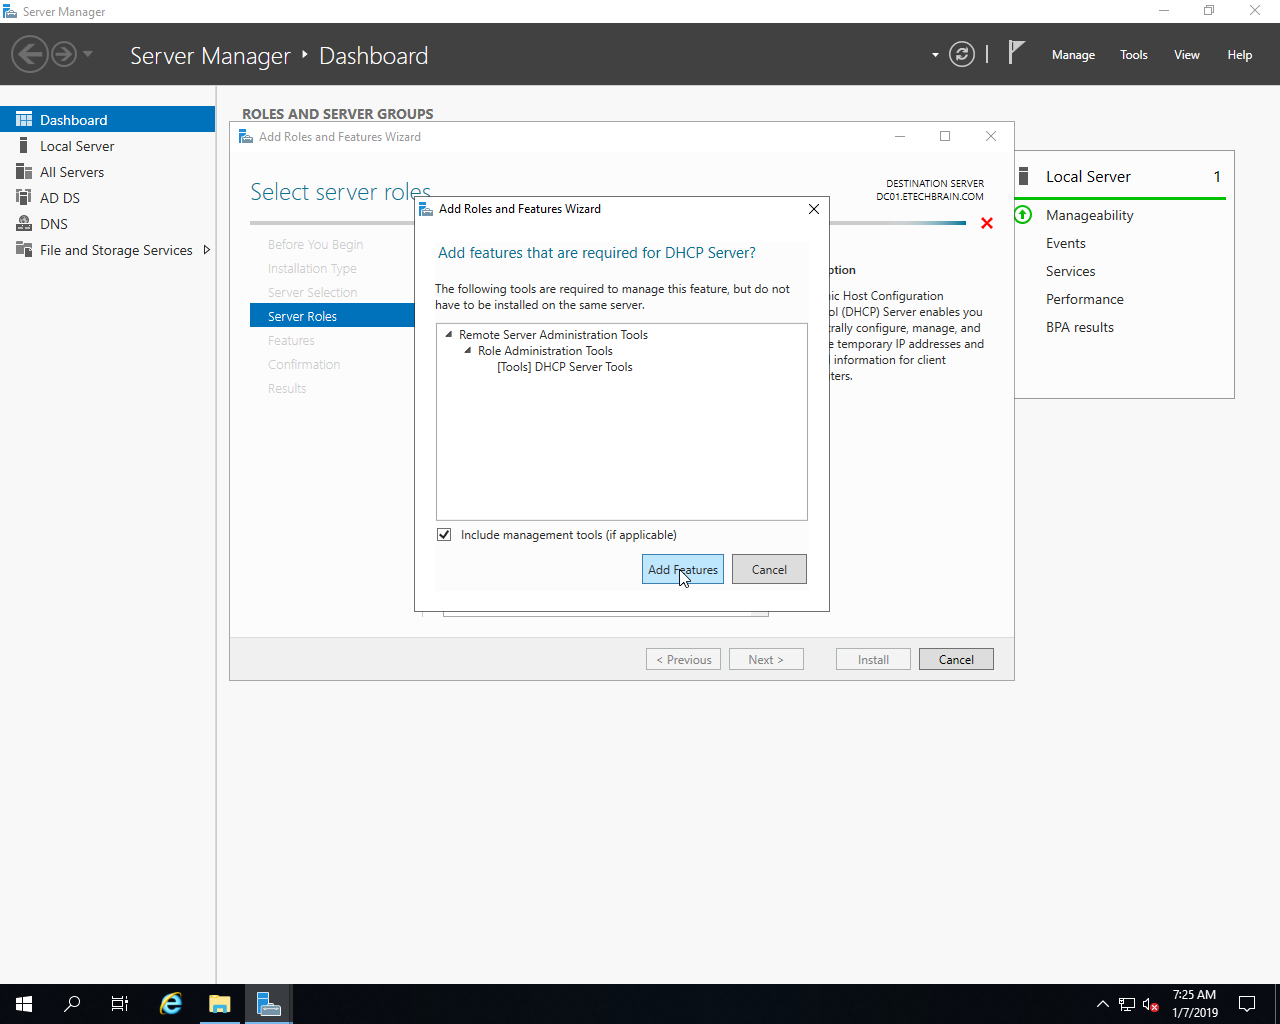 Server Manager
Server Manager ‣ Dashboard
Manage
Tools
View
Help
Dashboard
Local Server
All Servers
AD DS
DNS
File and Storage Services
ROLES AND SERVER GROUPS
Add Roles and Features Wizard
Select server roles
DESTINATION SERVER
DC01.ETECHBRAIN.COM
Before You Begin
Installation Type
Server Selection
Server Roles
Features
Confirmation
Results
Add Roles and Features Wizard
Add features that are required for DHCP Server?
The following tools are required to manage this feature, but do not
have to be installed on the same server.
Remote Server Administration Tools
Role Administration Tools
[Tools] DHCP Server Tools
Include management tools (if applicable)
Add Features
Cancel
ption
ic Host Configuration
ol (DHCP) Server enables you
rally configure, manage, and
e temporary IP addresses and
information for client
ters.
< Previous
Next >
Install
Cancel
Local Server 1
Manageability
Events
Services
Performance
BPA results
7:25 AM
1/7/2019